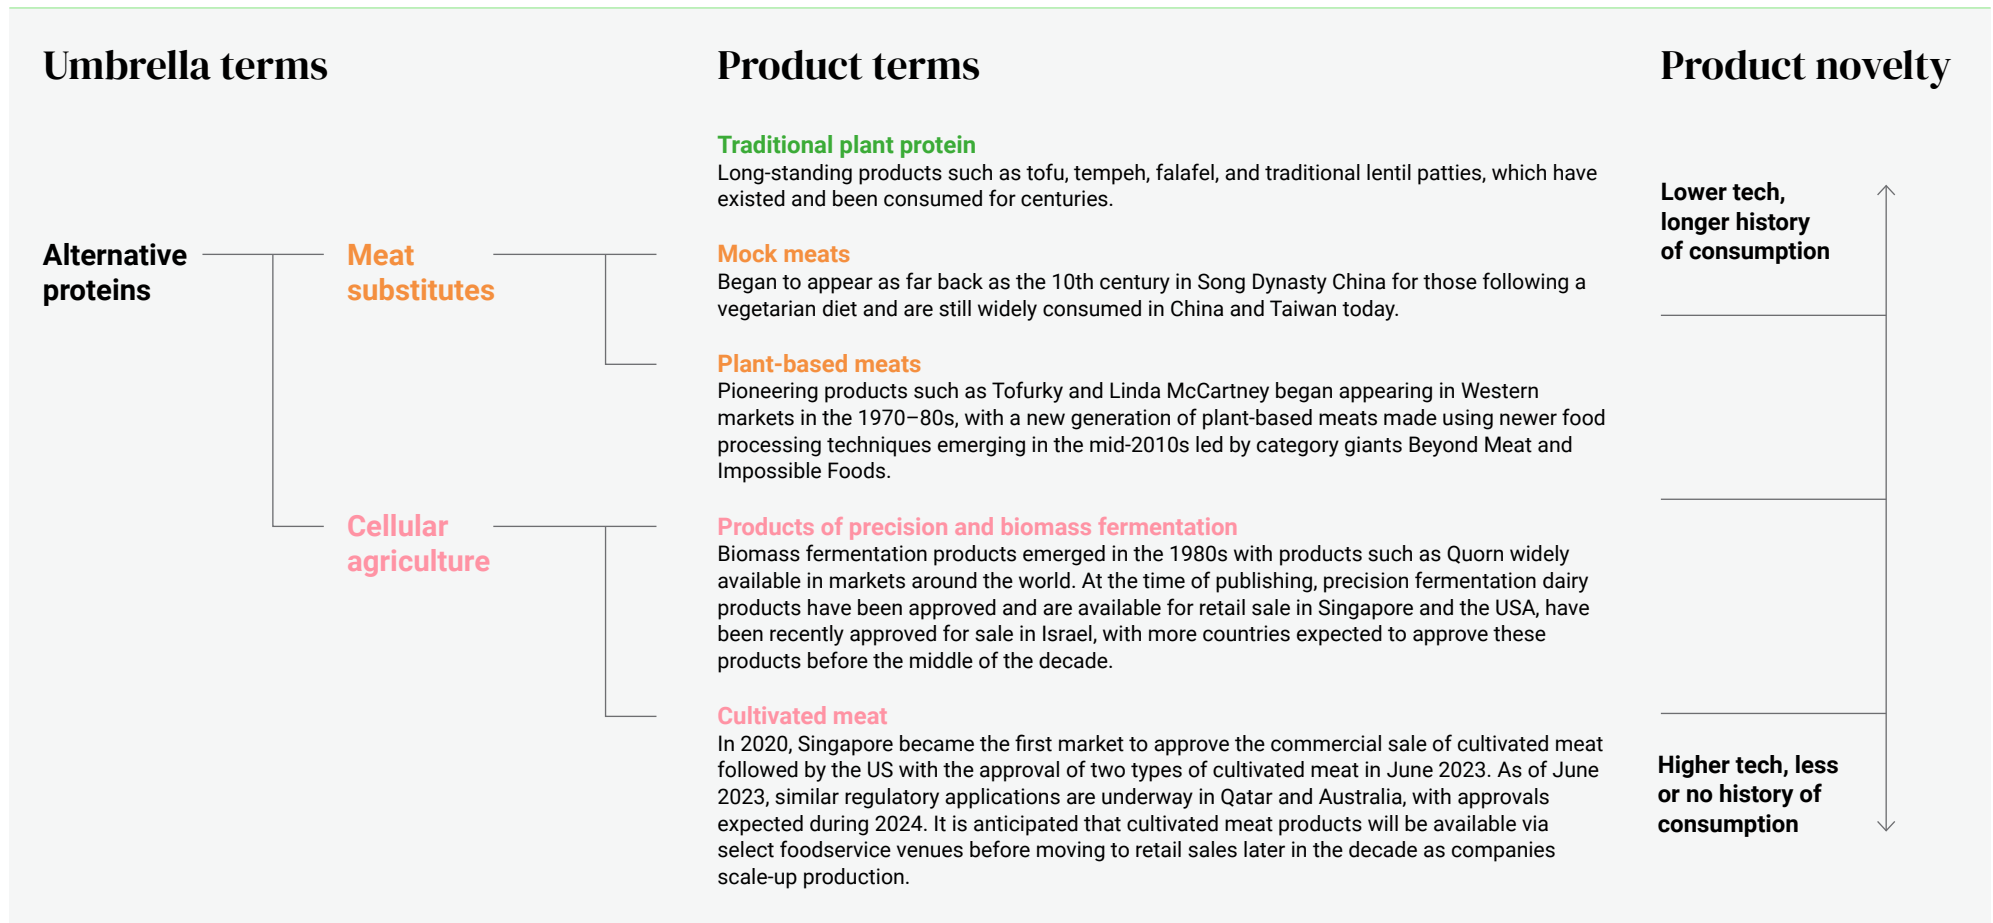 Umbrella terms
Product terms
Product novelty
Traditional plant protein
Long-standing products such as tofu, tempeh, falafel, and traditional lentil patties, which have
existed and been consumed for centuries.
Lower tech,
longer history
of consumption
Alternative
proteins
Meat
substitutes
Mock meats
Began to appear as far back as the 10th century in Song Dynasty China for those following a
vegetarian diet and are still widely consumed in China and Taiwan today.
Plant-based meats
Pioneering products such as Tofurky and Linda McCartney began appearing in Western
markets in the 1970–80s, with a new generation of plant-based meats made using newer food
processing techniques emerging in the mid-2010s led by category giants Beyond Meat and
Impossible Foods.
Cellular
agriculture
Products of precision and biomass fermentation
Biomass fermentation products emerged in the 1980s with products such as Quorn widely
available in markets around the world. At the time of publishing, precision fermentation dairy
products have been approved and are available for retail sale in Singapore and the USA, have
been recently approved for sale in Israel, with more countries expected to approve these
products before the middle of the decade.
Cultivated meat
In 2020, Singapore became the first market to approve the commercial sale of cultivated meat
followed by the US with the approval of two types of cultivated meat in June 2023. As of June
2023, similar regulatory applications are underway in Qatar and Australia, with approvals
expected during 2024. It is anticipated that cultivated meat products will be available via
select foodservice venues before moving to retail sales later in the decade as companies
scale-up production.
Higher tech, less
or no history of
consumption